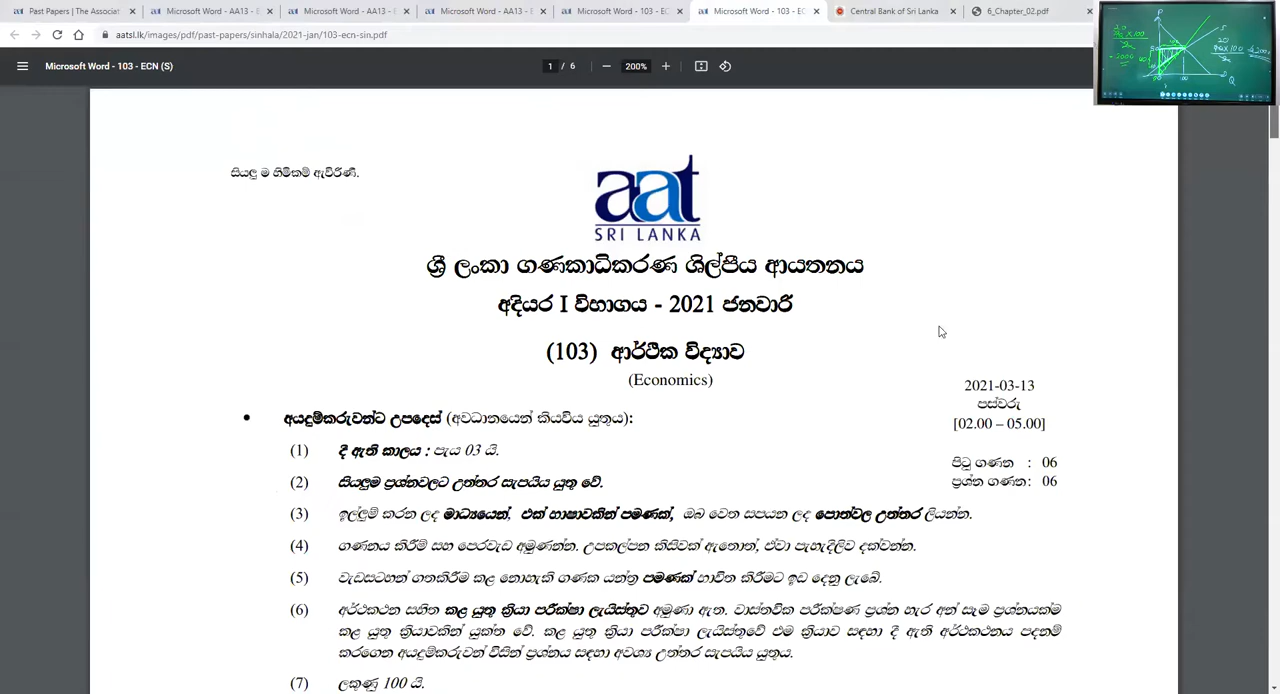 Past Papers | The Associat
Microsoft Word - AA13 - E
Microsoft Word - AA13 -
Microsoft Word - AA13 - E
Microsoft Word - 103 - EC
Microsoft Word - 103 - EC
Central Bank of Sri Lanka
6_Chapter_02.pdf
aatsl.lk/images/pdf/past-papers/sinhala/2021-jan/103-ecn-sin.pdf
Microsoft Word - 103 - ECN (S)
1 / 6
200%
සියලු ම හිමිකම් ඇවිරිණි.
aat
SRI LANKA
ශ්‍රී ලංකා ගණකාධිකරණ ශිල්පීය ආයතනය
අදියර I විභාගය - 2021 ජනවාරි
(103) ආර්ථික විද්‍යාව
(Economics)
2021-03-13
පස්වරු
[02.00 – 05.00]
• අයදුම්කරුවන්ට උපදෙස් (අවධානයෙන් කියවිය යුතුය):
(1) දී ඇති කාලය : පැය 03 යි.
පිටු ගණන : 06
(2) සියලුම ප්‍රශ්නවලට උත්තර සැපයිය යුතු වේ.
ප්‍රශ්න ගණන: 06
(3) ඉල්ලුම් කරන ලද මාධ්‍යයෙන්, එක් භාෂාවකින් පමණක්, ඔබ වෙත සපයන ලද පොත්වල උත්තර ලියන්න.
(4) ගණනය කිරීම් සහ පෙරවැඩ අමුණන්න. උපකල්පන කිසිවක් ඇතොත්, ඒවා පැහැදිලිව දක්වන්න.
(5) වැඩසටහන් ගතකිරීම කළ නොහැකි ගණක යන්ත්‍ර පමණක් භාවිත කිරීමට ඉඩ දෙනු ලැබේ.
(6) අර්ථකථන සහිත කළ යුතු ක්‍රියා පරීක්ෂා ලැයිස්තුව අමුණා ඇත. වාස්තවික පරීක්ෂණ ප්‍රශ්න හැර අන් සෑම ප්‍රශ්නයක්ම
කළ යුතු ක්‍රියාවකින් යුක්ත වේ. කළ යුතු ක්‍රියා පරීක්ෂා ලැයිස්තුවේ එම ක්‍රියාව සඳහා දී ඇති අර්ථකථනය පදනම්
කරගෙන අයදුම්කරුවන් විසින් ප්‍රශ්නය සඳහා අවශ්‍ය උත්තර සැපයිය යුතුය.
(7) ලකුණු 100 යි.